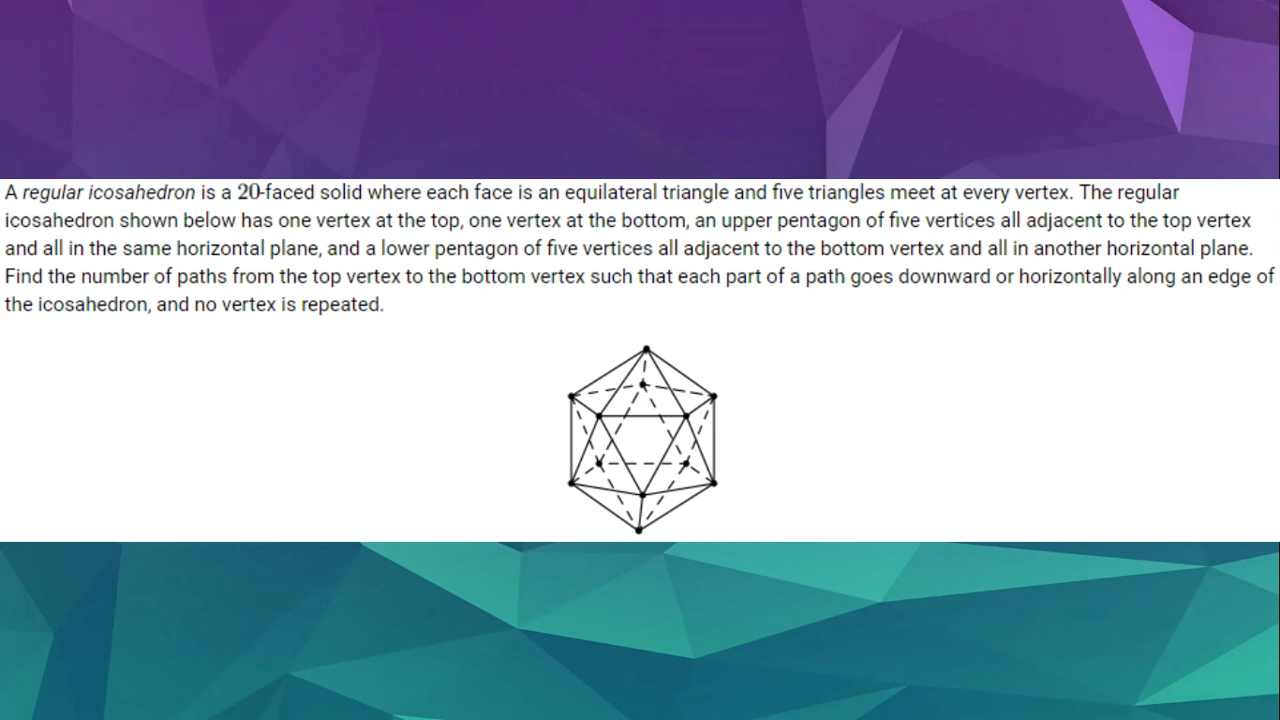 A regular icosahedron is a 20-faced solid where each face is an equilateral triangle and five triangles meet at every vertex. The regular
icosahedron shown below has one vertex at the top, one vertex at the bottom, an upper pentagon of five vertices all adjacent to the top vertex
and all in the same horizontal plane, and a lower pentagon of five vertices all adjacent to the bottom vertex and all in another horizontal plane.
Find the number of paths from the top vertex to the bottom vertex such that each part of a path goes downward or horizontally along an edge of
the icosahedron, and no vertex is repeated.